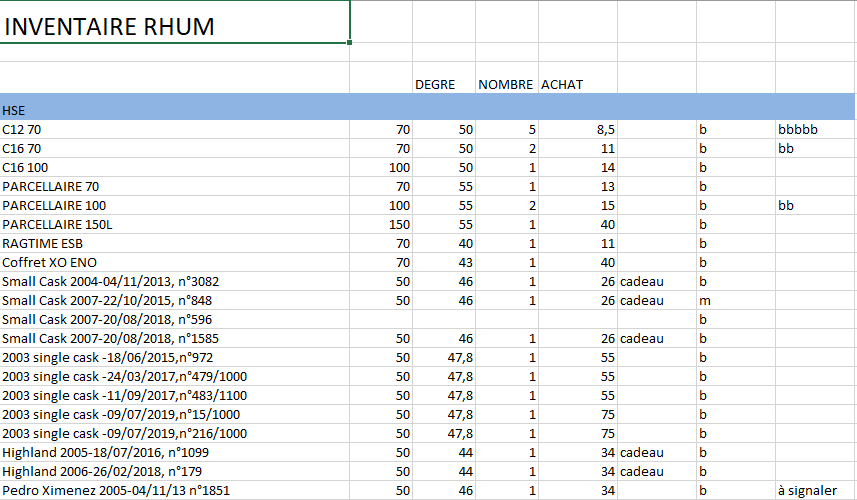 INVENTAIRE RHUM
DEGRE NOMBRE ACHAT
HSE
C12 70 70 50 5 8,5 b bbbbb
C16 70 70 50 2 11 b bb
C16 100 100 50 1 14 b
PARCELLAIRE 70 70 55 1 13 b
PARCELLAIRE 100 100 55 2 15 b bb
PARCELLAIRE 150L 150 55 1 40 b
RAGTIME ESB 70 40 1 11 b
Coffret XO ENO 70 43 1 40 b
Small Cask 2004-04/11/2013, n°3082 50 46 1 26 cadeau b
Small Cask 2007-22/10/2015, n°848 50 46 1 26 cadeau m
Small Cask 2007-20/08/2018, n°596 b
Small Cask 2007-20/08/2018, n°1585 50 46 1 26 cadeau b
2003 single cask -18/06/2015,n°972 50 47,8 1 55 b
2003 single cask -24/03/2017,n°479/1000 50 47,8 1 55 b
2003 single cask -11/09/2017,n°483/1100 50 47,8 1 55 b
2003 single cask -09/07/2019,n°15/1000 50 47,8 1 75 b
2003 single cask -09/07/2019,n°216/1000 50 47,8 1 75 b
Highland 2005-18/07/2016, n°1099 50 44 1 34 cadeau b
Highland 2006-26/02/2018, n°179 50 44 1 34 cadeau b
Pedro Ximenez 2005-04/11/13 n°1851 50 46 1 34 b à signaler